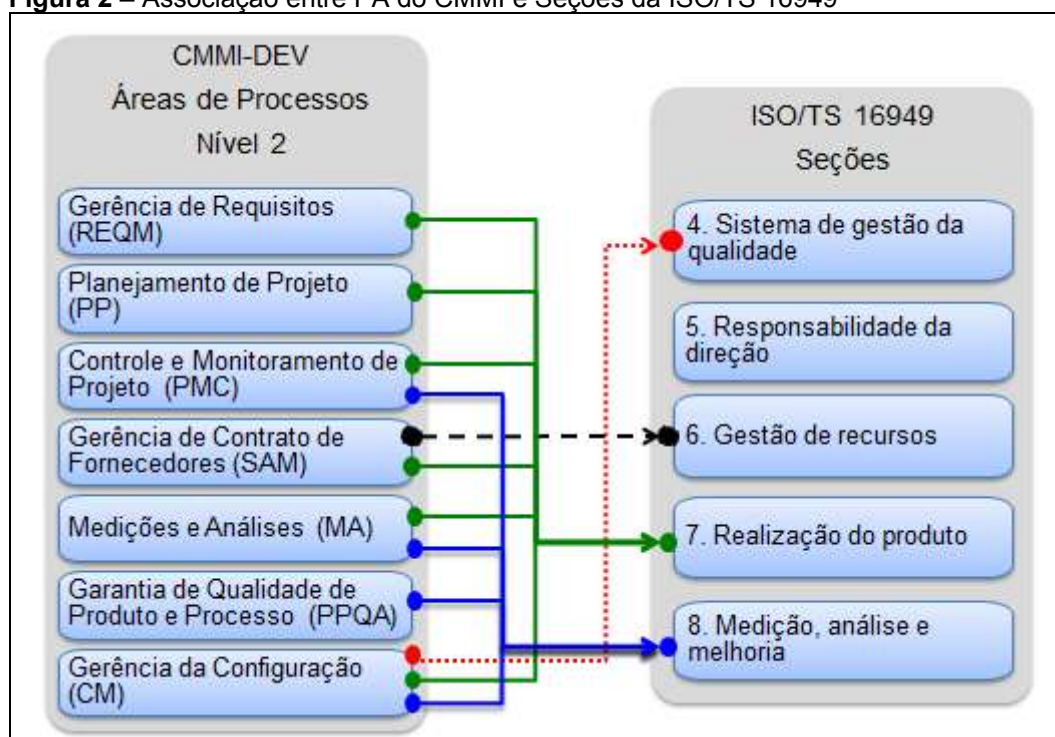 Figura 2 – Associação entre PA do CMMI e Seções da ISO/TS 16949
CMMI-DEV
Áreas de Processos
Nível 2
Gerência de Requisitos
(REQM)
Planejamento de Projeto
(PP)
Controle e Monitoramento de
Projeto (PMC)
Gerência de Contrato de
Fornecedores (SAM)
Medições e Análises (MA)
Garantia de Qualidade de
Produto e Processo (PPQA)
Gerência da Configuração
(CM)
ISO/TS 16949
Seções
4. Sistema de gestão da
qualidade
5. Responsabilidade da
direção
6. Gestão de recursos
7. Realização do produto
8. Medição, análise e
melhoria